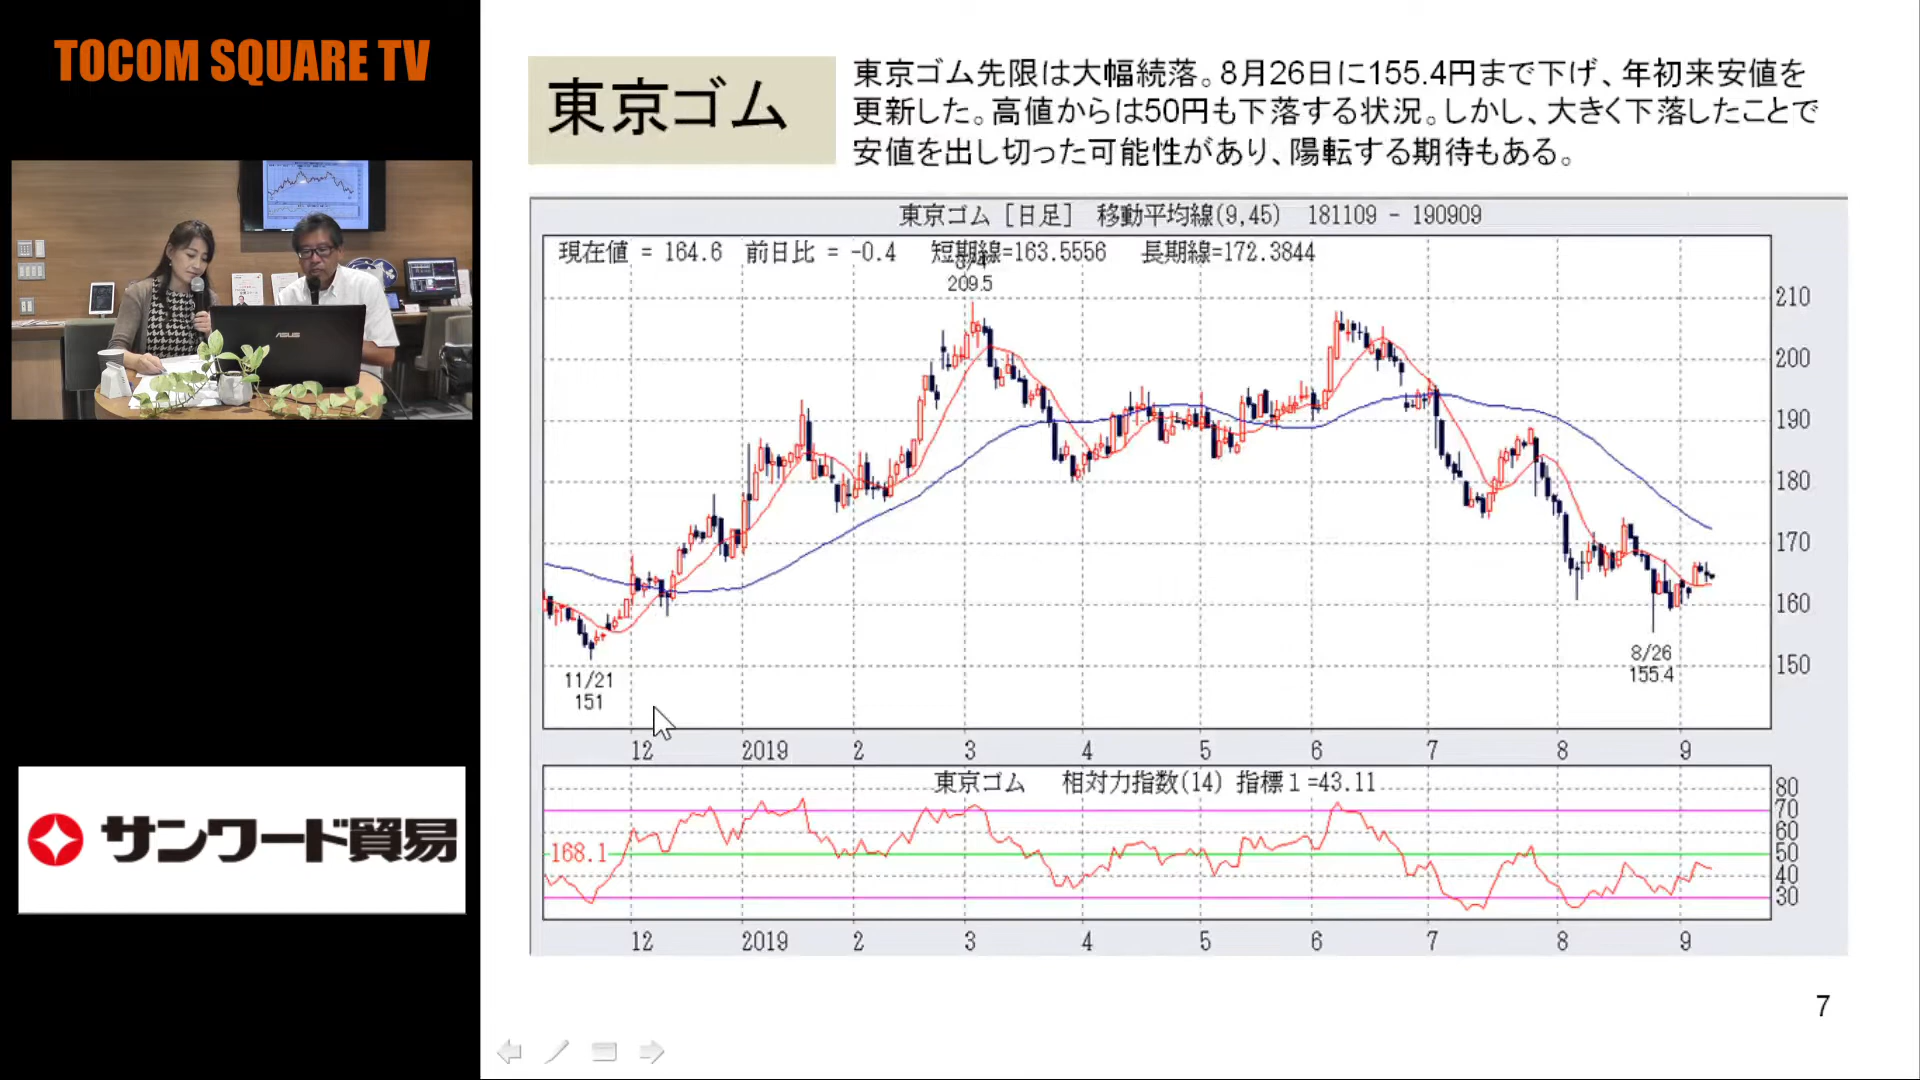 TOCOM SQUARE TV
ASUS
サンワード貿易
東京ゴム
東京ゴム先限は大幅続落。8月26日に155.4円まで下げ、年初来安値を
更新した。高値からは50円も下落する状況。しかし、大きく下落したことで
安値を出し切った可能性があり、陽転する期待もある。
東京ゴム [日足] 移動平均線(9,45) 181109 - 190909
現在値 = 164.6 前日比 = -0.4 短期線=163.5556 長期線=172.3844
209.5
210
200
190
180
170
160
150
11/21
151
8/26
155.4
12 2019 2 3 4 5 6 7 8 9
東京ゴム 相対力指数(14) 指標1=43.11
168.1
80
70
60
50
40
30
12 2019 2 3 4 5 6 7 8 9
7